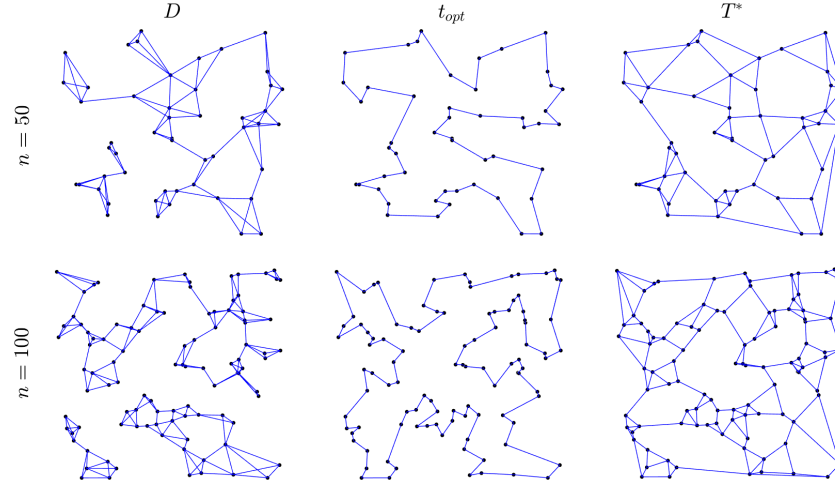 D t_{opt} T^*
n = 50
n = 100